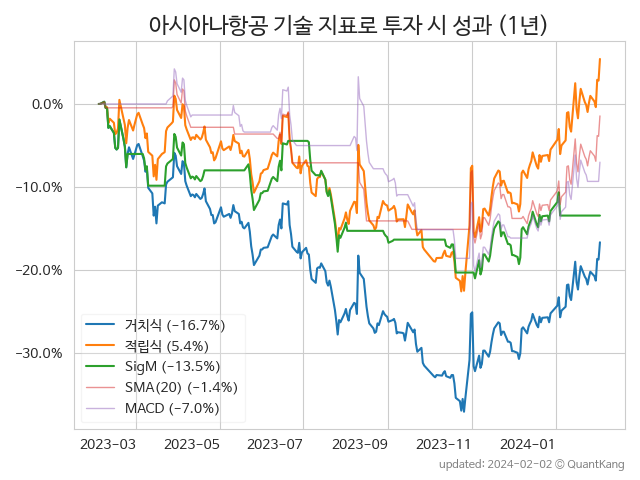 아시아나항공 기술 지표로 투자 시 성과 (1년)
0.0%
−10.0%
−20.0%
−30.0%
거치식 (−16.7%)
적립식 (5.4%)
SigM (−13.5%)
SMA(20) (−1.4%)
MACD (−7.0%)
2023-03 2023-05 2023-07 2023-09 2023-11 2024-01
updated: 2024-02-02 © QuantKang